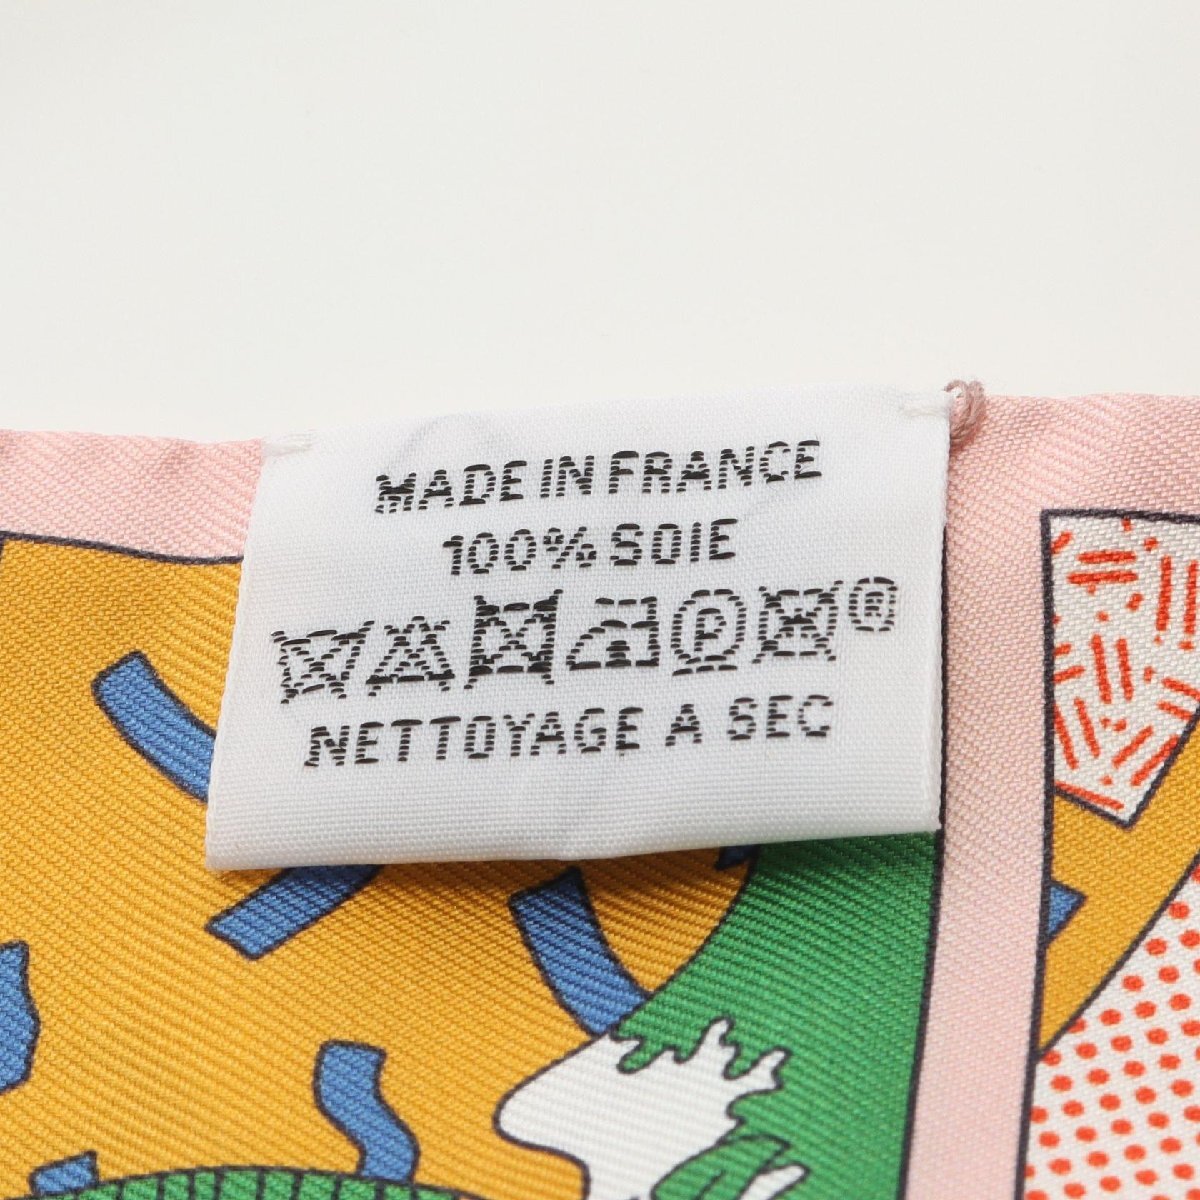 MADE IN FRANCE
100% SOIE
P ®
NETTOYAGE A SEC